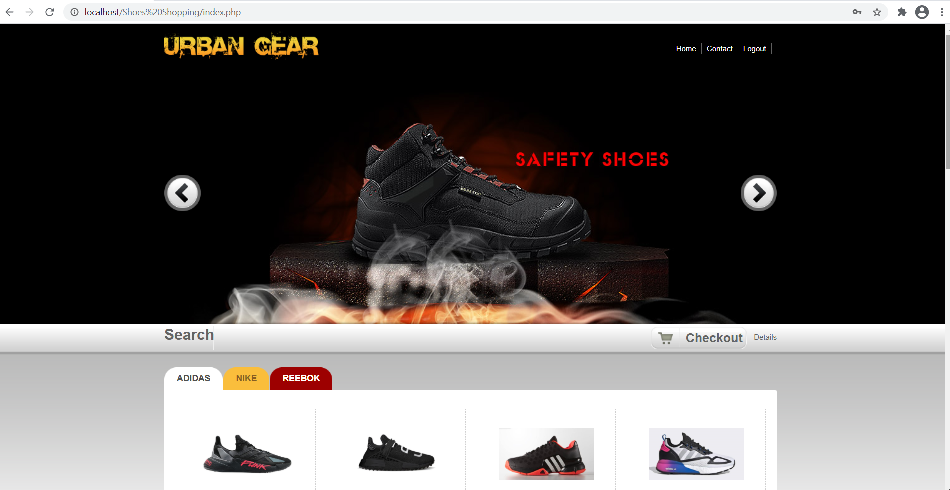 localhost/Shoes%20Shopping/index.php
URBAN GEAR
Home
Contact
Logout
SAFETY SHOES
Search
Checkout
Details
ADIDAS
NIKE
REEBOK